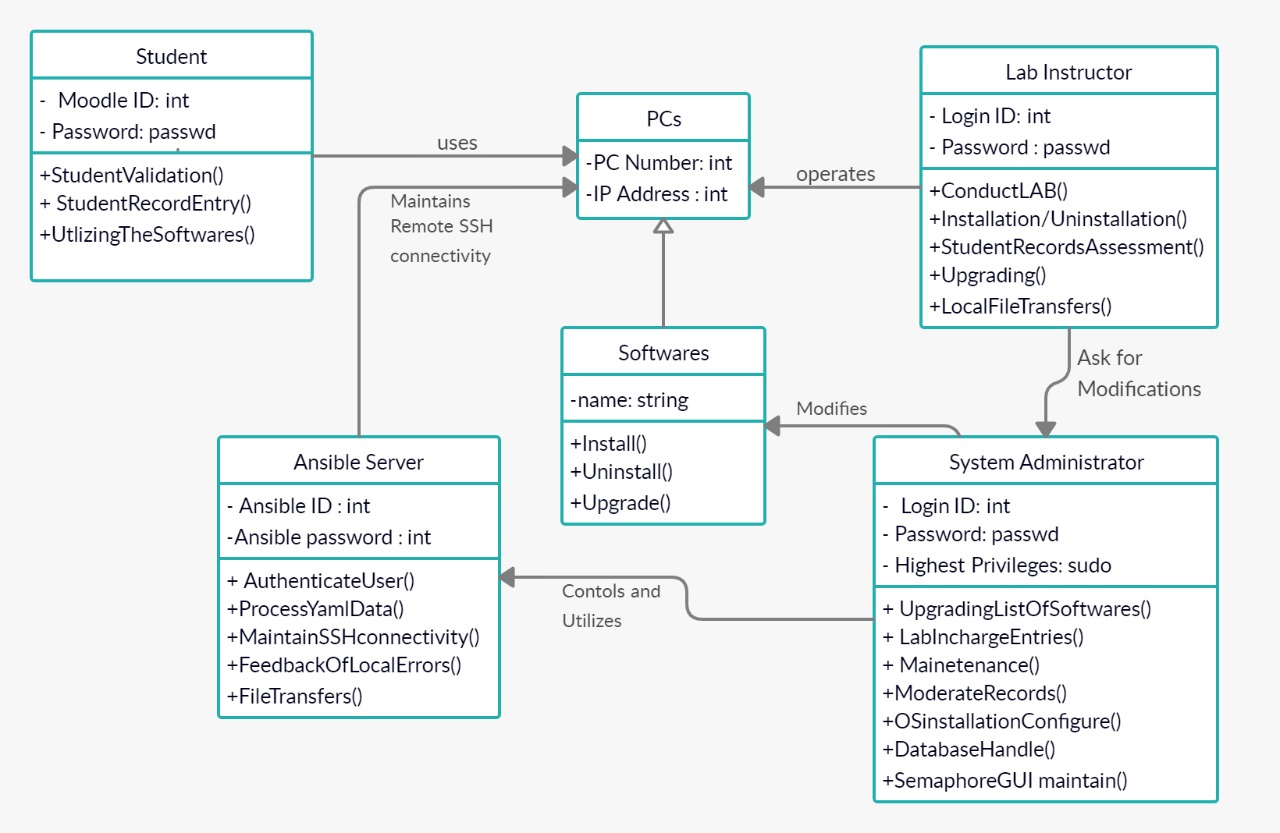 Student
-  Moodle ID: int
- Password: passwd
+StudentValidation()
+ StudentRecordEntry()
+UtlizingTheSoftwares()
uses
Maintains
Remote SSH
connectivity
PCs
-PC Number: int
-IP Address : int
operates
Lab Instructor
- Login ID: int
- Password : passwd
+ConductLAB()
+Installation/Uninstallation()
+StudentRecordsAssessment()
+Upgrading()
+LocalFileTransfers()
Ask for
Modifications
Softwares
-name: string
+Install()
+Uninstall()
+Upgrade()
Modifies
Ansible Server
- Ansible ID : int
-Ansible password : int
+ AuthenticateUser()
+ProcessYamlData()
+MaintainSSHconnectivity()
+FeedbackOfLocalErrors()
+FileTransfers()
Contols and
Utilizes
System Administrator
-  Login ID: int
- Password: passwd
- Highest Privileges: sudo
+ UpgradingListOfSoftwares()
+ LabInchargeEntries()
+ Mainetenance()
+ModerateRecords()
+OSinstallationConfigure()
+DatabaseHandle()
+SemaphoreGUI maintain()